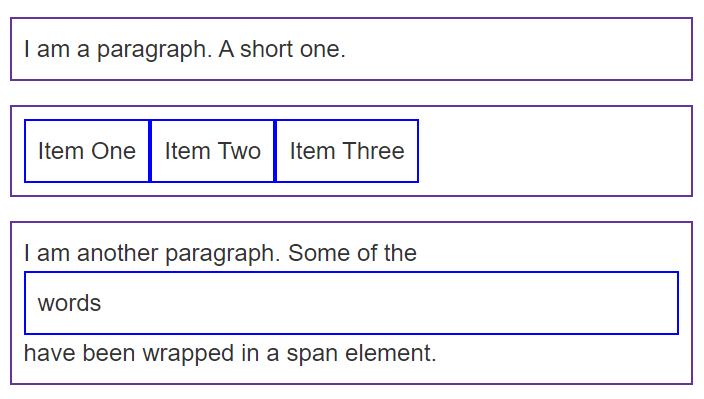 I am a paragraph. A short one.
Item One Item Two Item Three
I am another paragraph. Some of the
words
have been wrapped in a span element.